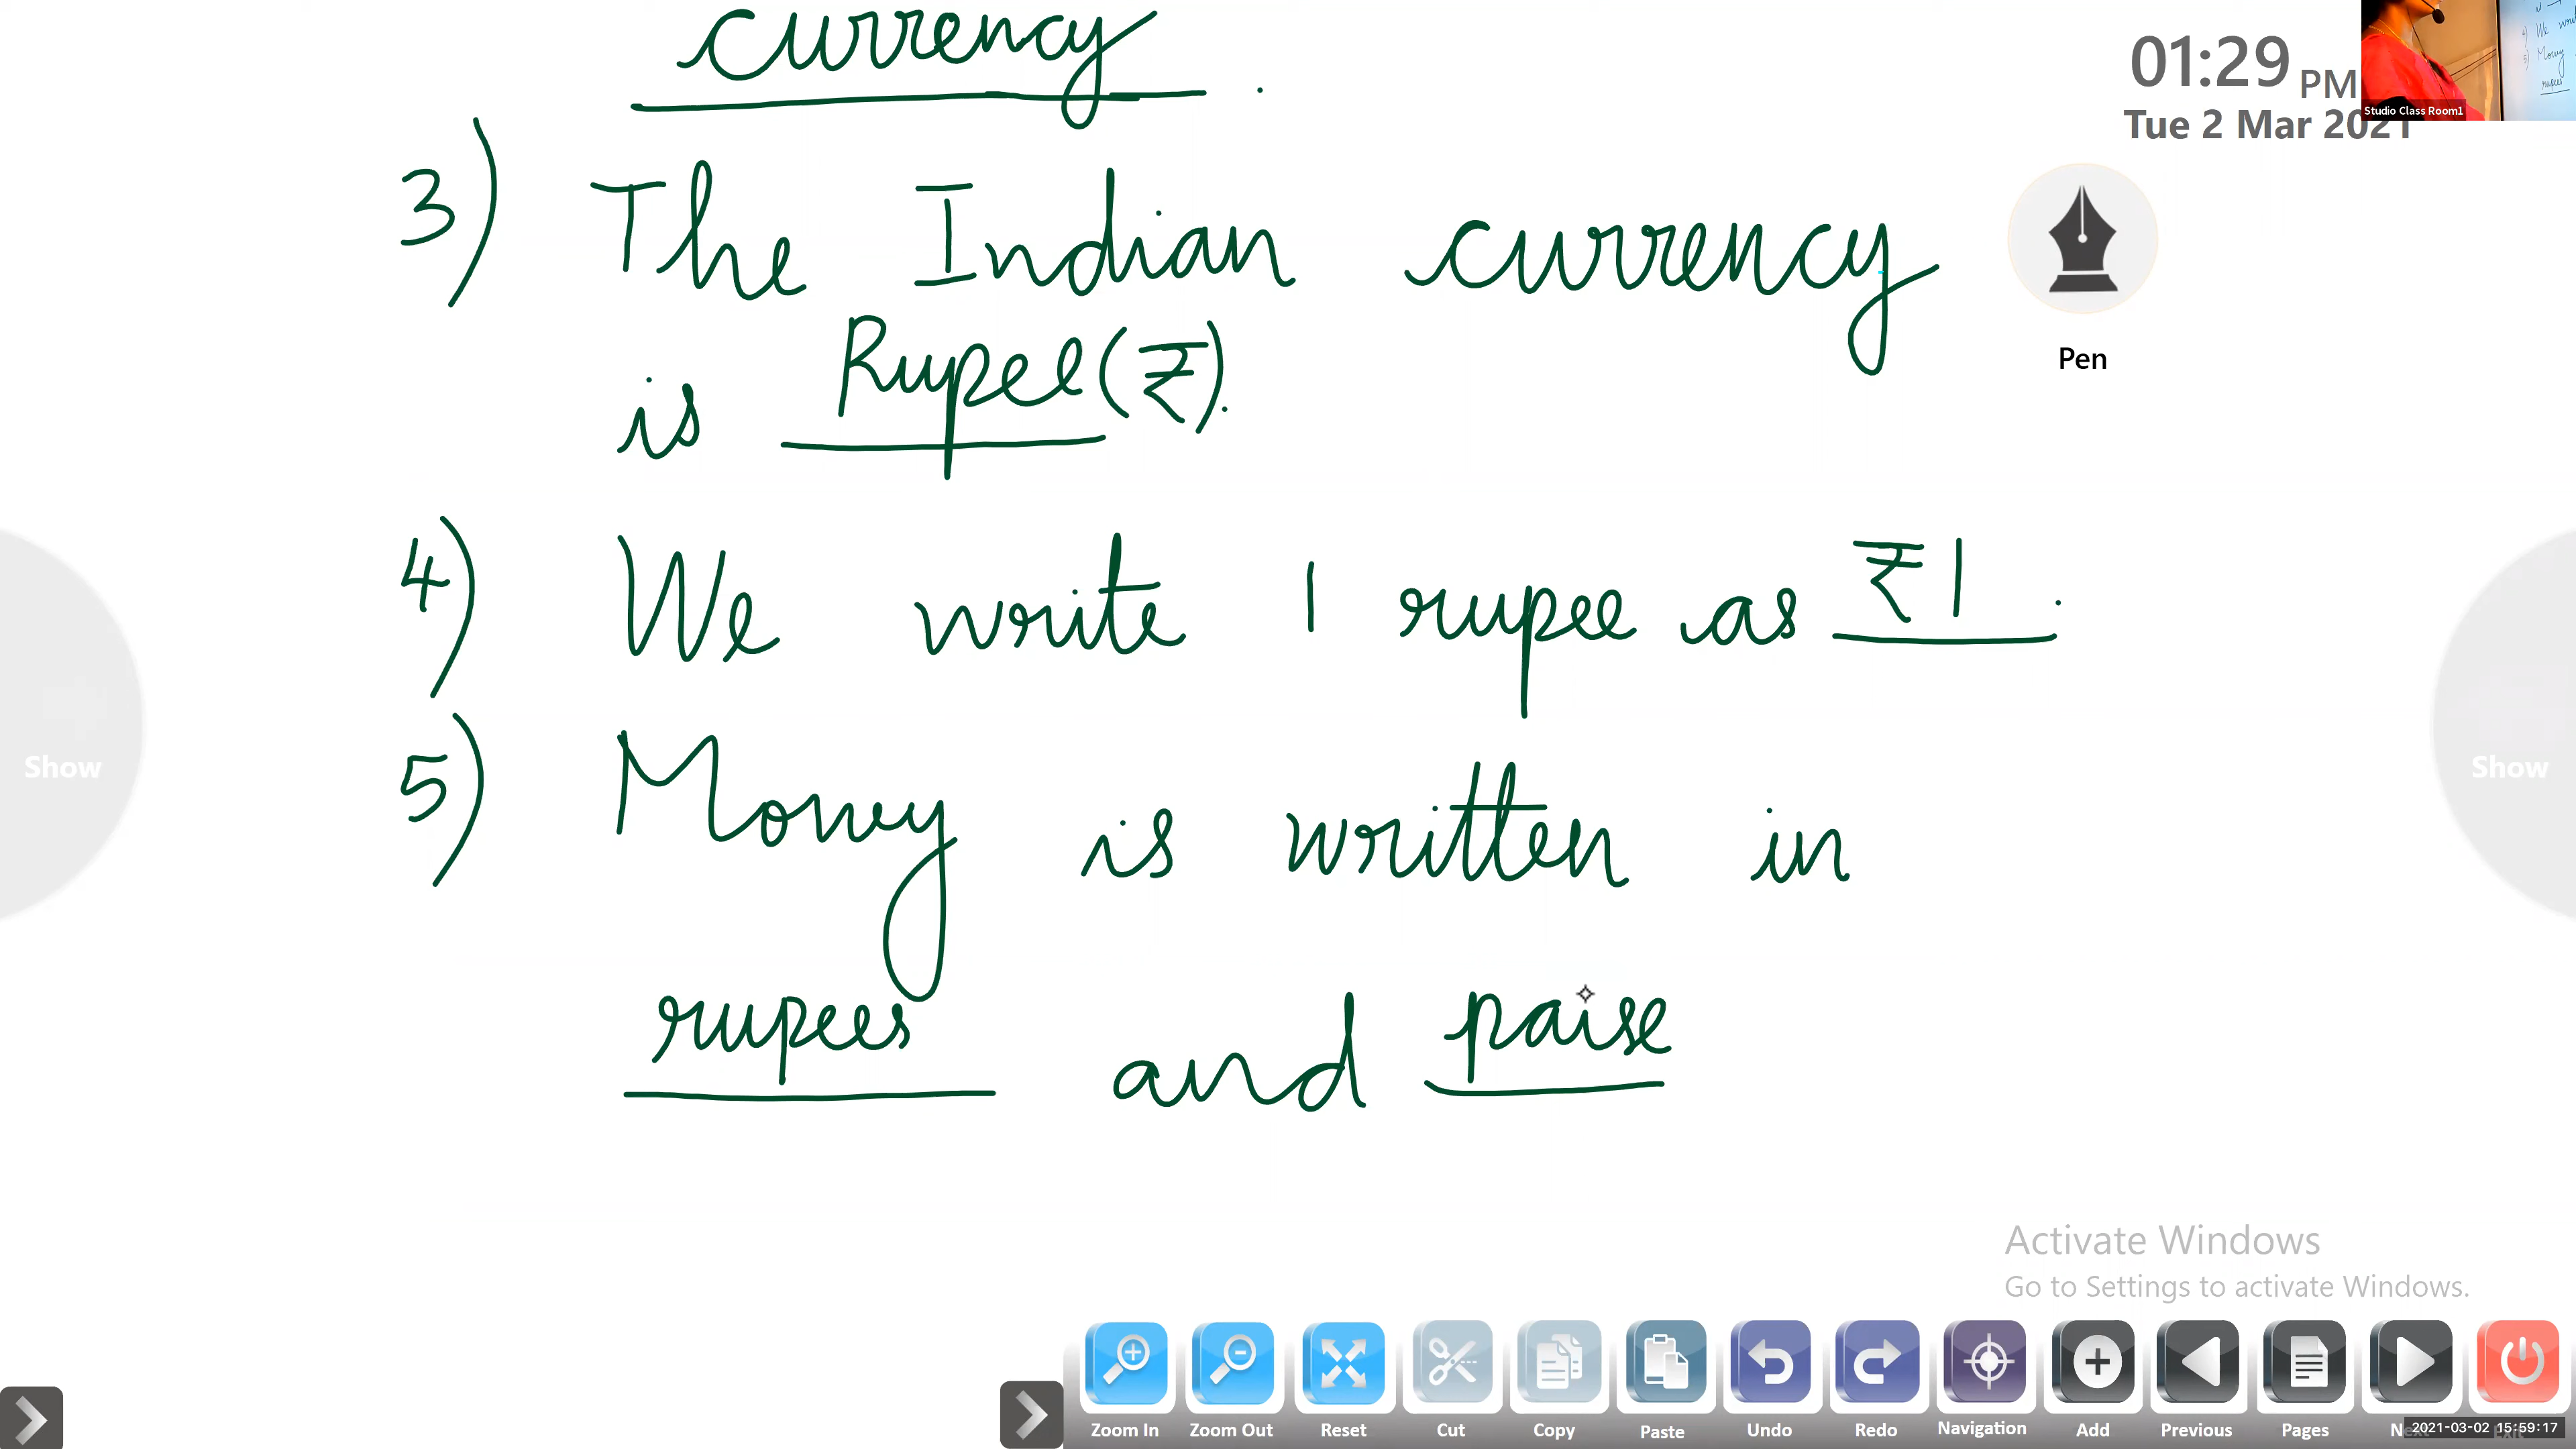 currency .
01:29 PM
Tue 2 Mar 2021
Studio Class Room1
3) The Indian currency
is Rupee (₹).
Pen
4) We write 1 rupee as ₹1 .
5) Money is written in
rupees and paise
Show
Show
Activate Windows
Go to Settings to activate Windows.
Zoom In Zoom Out Reset Cut Copy Paste Undo Redo Navigation Add Previous Pages
2021-03-02 15:59:17